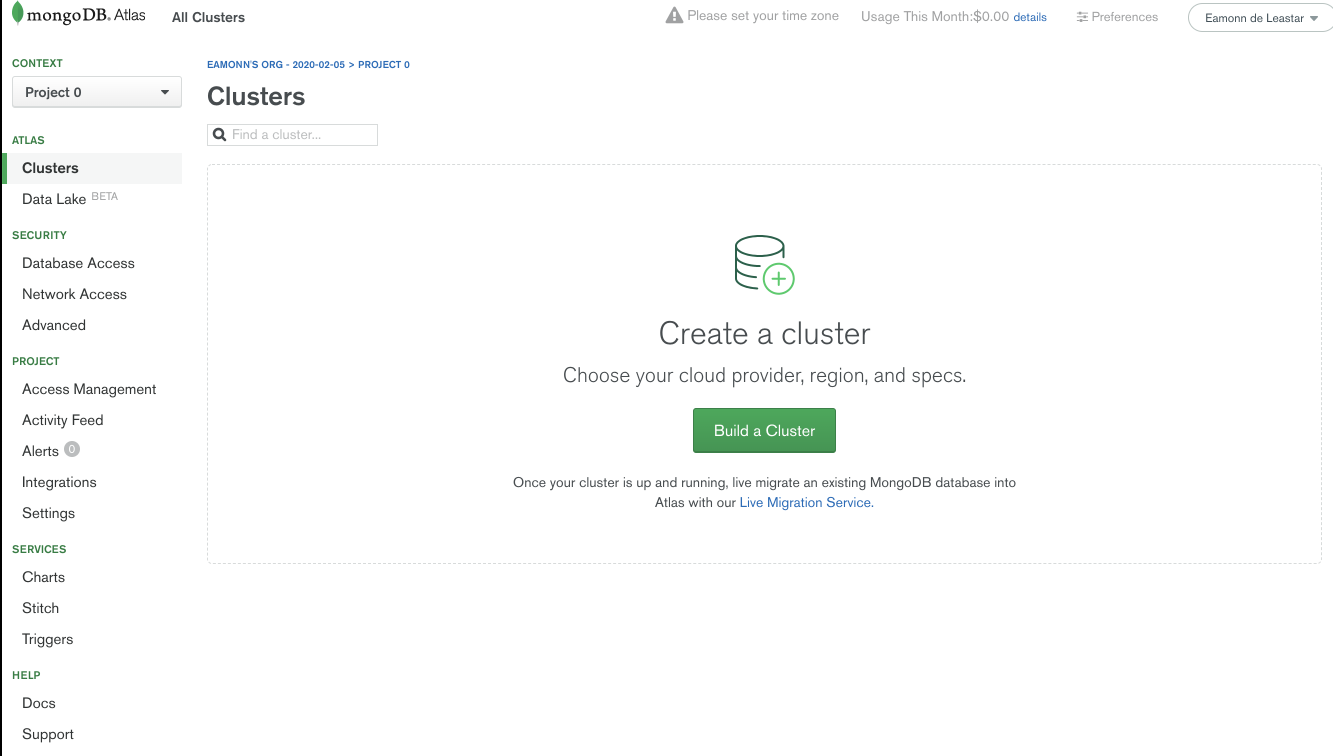 mongoDB. Atlas
All Clusters
Please set your time zone
Usage This Month:$0.00 details
Preferences
Eamonn de Leastar
CONTEXT
Project 0
ATLAS
Clusters
Data Lake BETA
SECURITY
Database Access
Network Access
Advanced
PROJECT
Access Management
Activity Feed
Alerts 0
Integrations
Settings
SERVICES
Charts
Stitch
Triggers
HELP
Docs
Support
EAMONN'S ORG - 2020-02-05 > PROJECT 0
Clusters
Find a cluster...
Create a cluster
Choose your cloud provider, region, and specs.
Build a Cluster
Once your cluster is up and running, live migrate an existing MongoDB database into
Atlas with our Live Migration Service.